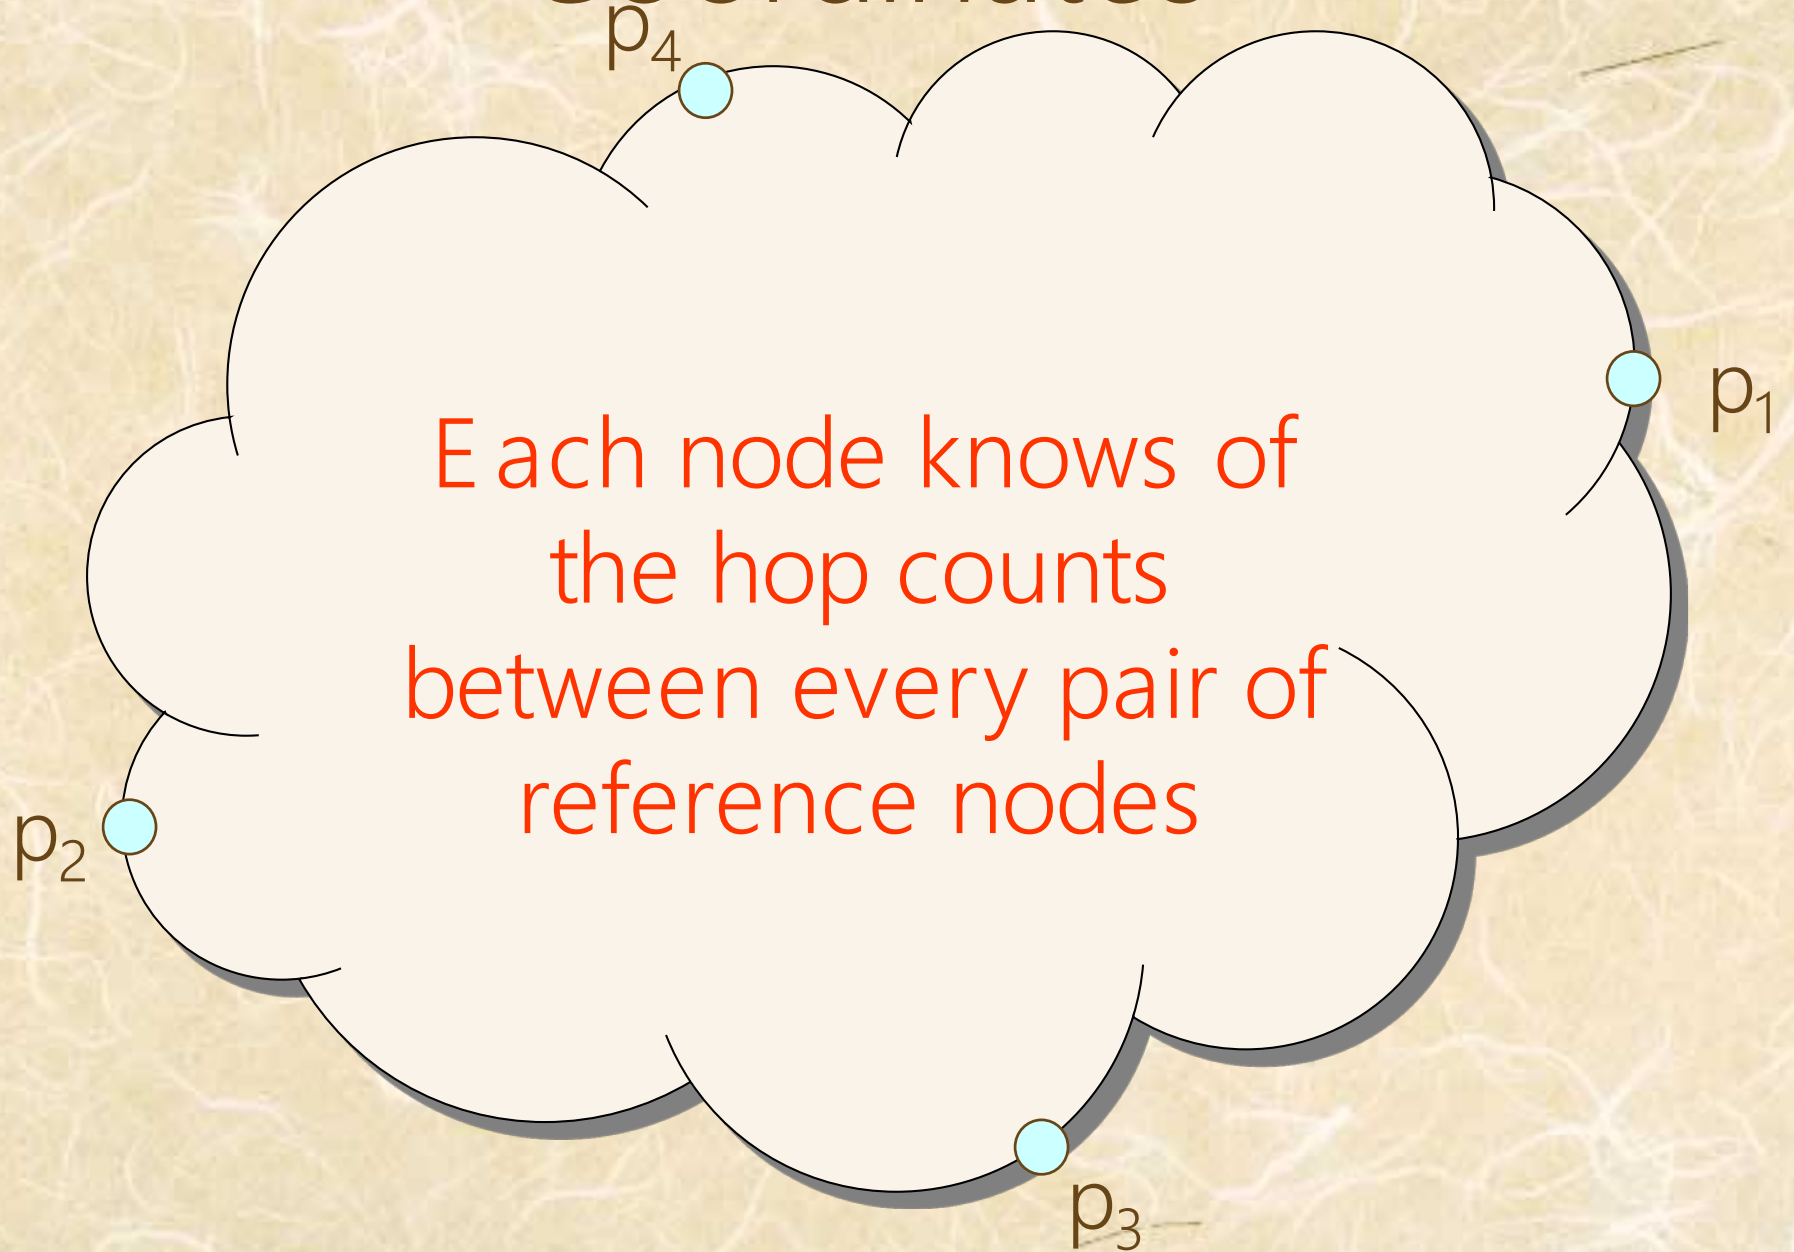 p4
Each node knows of
the hop counts
between every pair of
reference nodes
p1
p2
p3